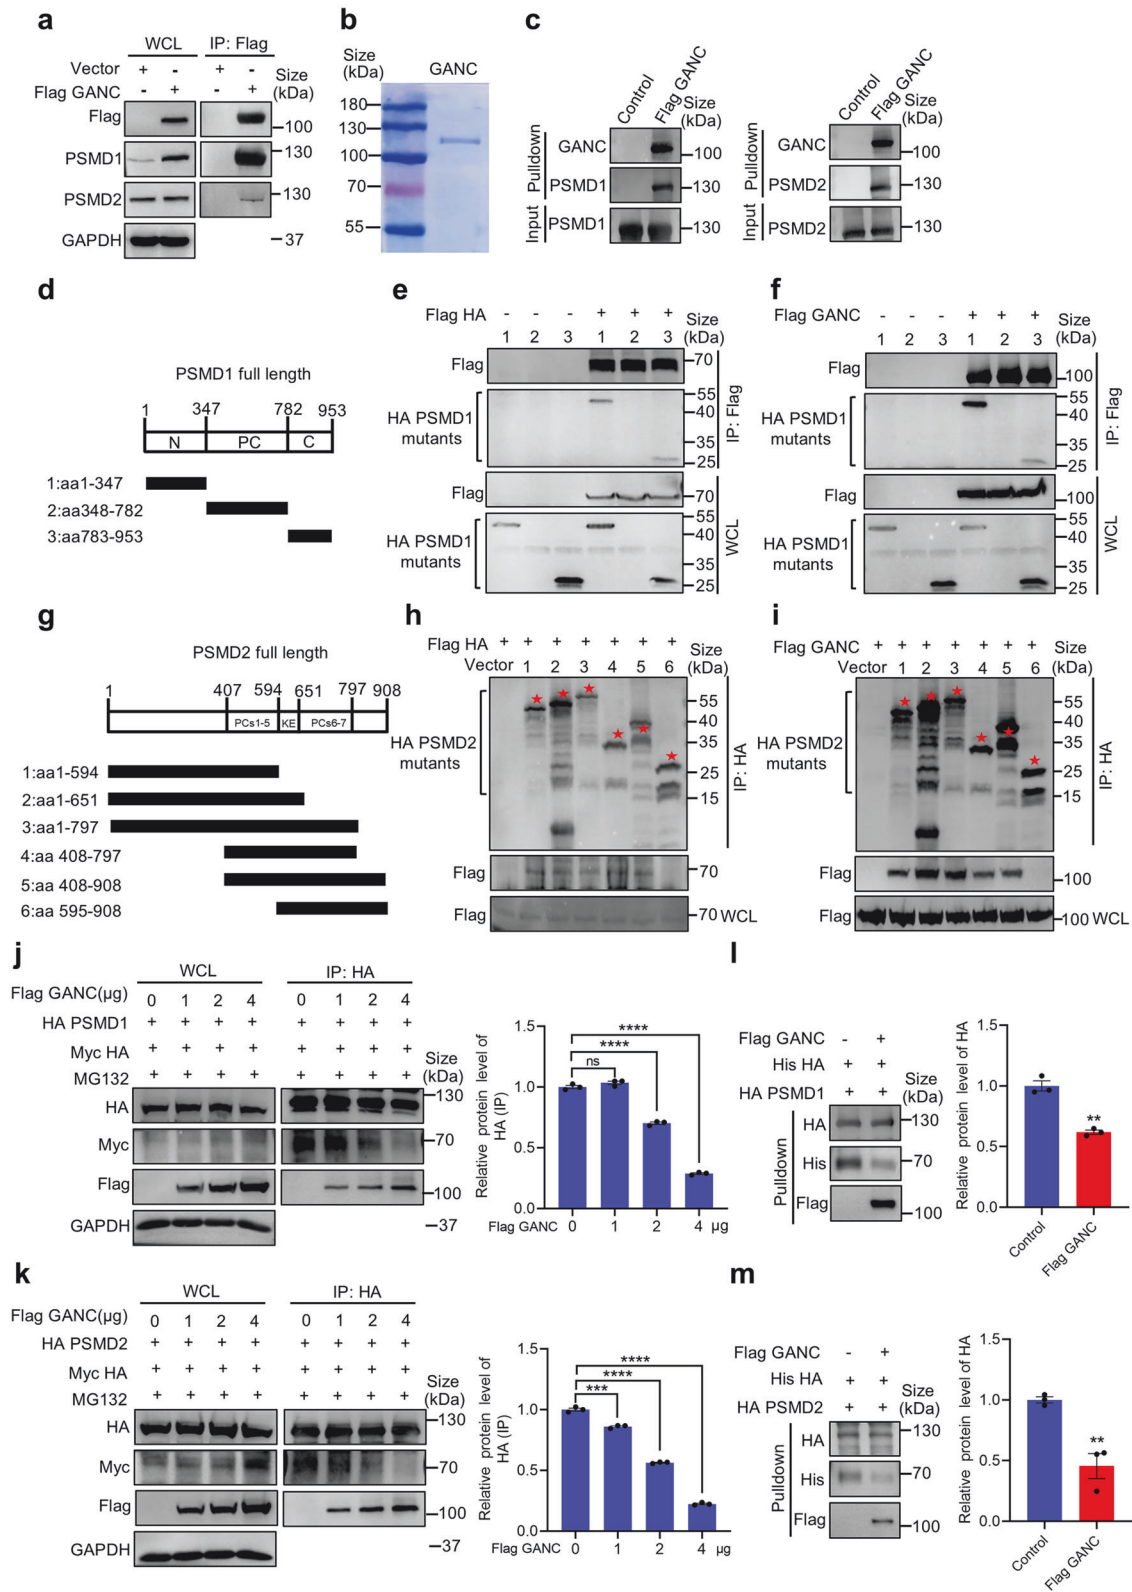 a
WCL IP: Flag
Vector + - + - Size
Flag GANC - + - + (kDa)
Flag 100
PSMD1 130
PSMD2 130
GAPDH 37
b
Size
(kDa) GANC
180
130
100
70
55
c
Control Flag GANC Size
(kDa)
Pulldown
GANC 100
PSMD1 130
Input PSMD1 130
Control Flag GANC Size
(kDa)
Pulldown
GANC 100
PSMD2 130
Input PSMD2 130
d
PSMD1 full length
1 347 782 953
N PC C
1:aa1-347
2:aa348-782
3:aa783-953
e
Flag HA - - - + + + Size
1 2 3 1 2 3 (kDa)
Flag 70
HA PSMD1
mutants
55
40
35
25
IP: Flag
Flag 70
HA PSMD1
mutants
55
40
35
25
WCL
f
Flag GANC - - - + + + Size
1 2 3 1 2 3 (kDa)
Flag 100
HA PSMD1
mutants
55
40
35
25
IP: Flag
Flag 100
HA PSMD1
mutants
55
40
35
25
WCL
g
PSMD2 full length
1 407 594 651 797 908
PCs1-5 KE PCs6-7
1:aa1-594
2:aa1-651
3:aa1-797
4:aa 408-797
5:aa 408-908
6:aa 595-908
h
Flag HA + + + + + + + Size
Vector 1 2 3 4 5 6 (kDa)
HA PSMD2
mutants
55
40
35
25
15
IP: HA
Flag 70
Flag 70 WCL
i
Flag GANC + + + + + + + Size
Vector 1 2 3 4 5 6 (kDa)
HA PSMD2
mutants
55
40
35
25
15
IP: HA
Flag 100
Flag 100 WCL
j
WCL IP: HA
Flag GANC(μg) 0 1 2 4 0 1 2 4
HA PSMD1 + + + + + + + +
Myc HA + + + + + + + + Size
MG132 + + + + + + + + (kDa)
HA 130
Myc 70
Flag 100
GAPDH 37
Relative protein level of
HA (IP)
1.5
1.0
0.5
0.0
****
****
ns
Flag GANC 0 1 2 4 μg
k
WCL IP: HA
Flag GANC(μg) 0 1 2 4 0 1 2 4
HA PSMD2 + + + + + + + +
Myc HA + + + + + + + + Size
MG132 + + + + + + + + (kDa)
HA 130
Myc 70
Flag 100
GAPDH 37
Relative protein level of
HA (IP)
1.5
1.0
0.5
0.0
****
****
***
Flag GANC 0 1 2 4 μg
l
Flag GANC - +
His HA + + Size
HA PSMD1 + + (kDa)
Pulldown
HA 130
His 70
Flag 100
Relative protein level of HA
1.5
1.0
0.5
0.0
**
Control Flag GANC
m
Flag GANC - +
His HA + + Size
HA PSMD2 + + (kDa)
Pulldown
HA 130
His 70
Flag 100
Relative protein level of HA
1.5
1.0
0.5
0.0
**
Control Flag GANC